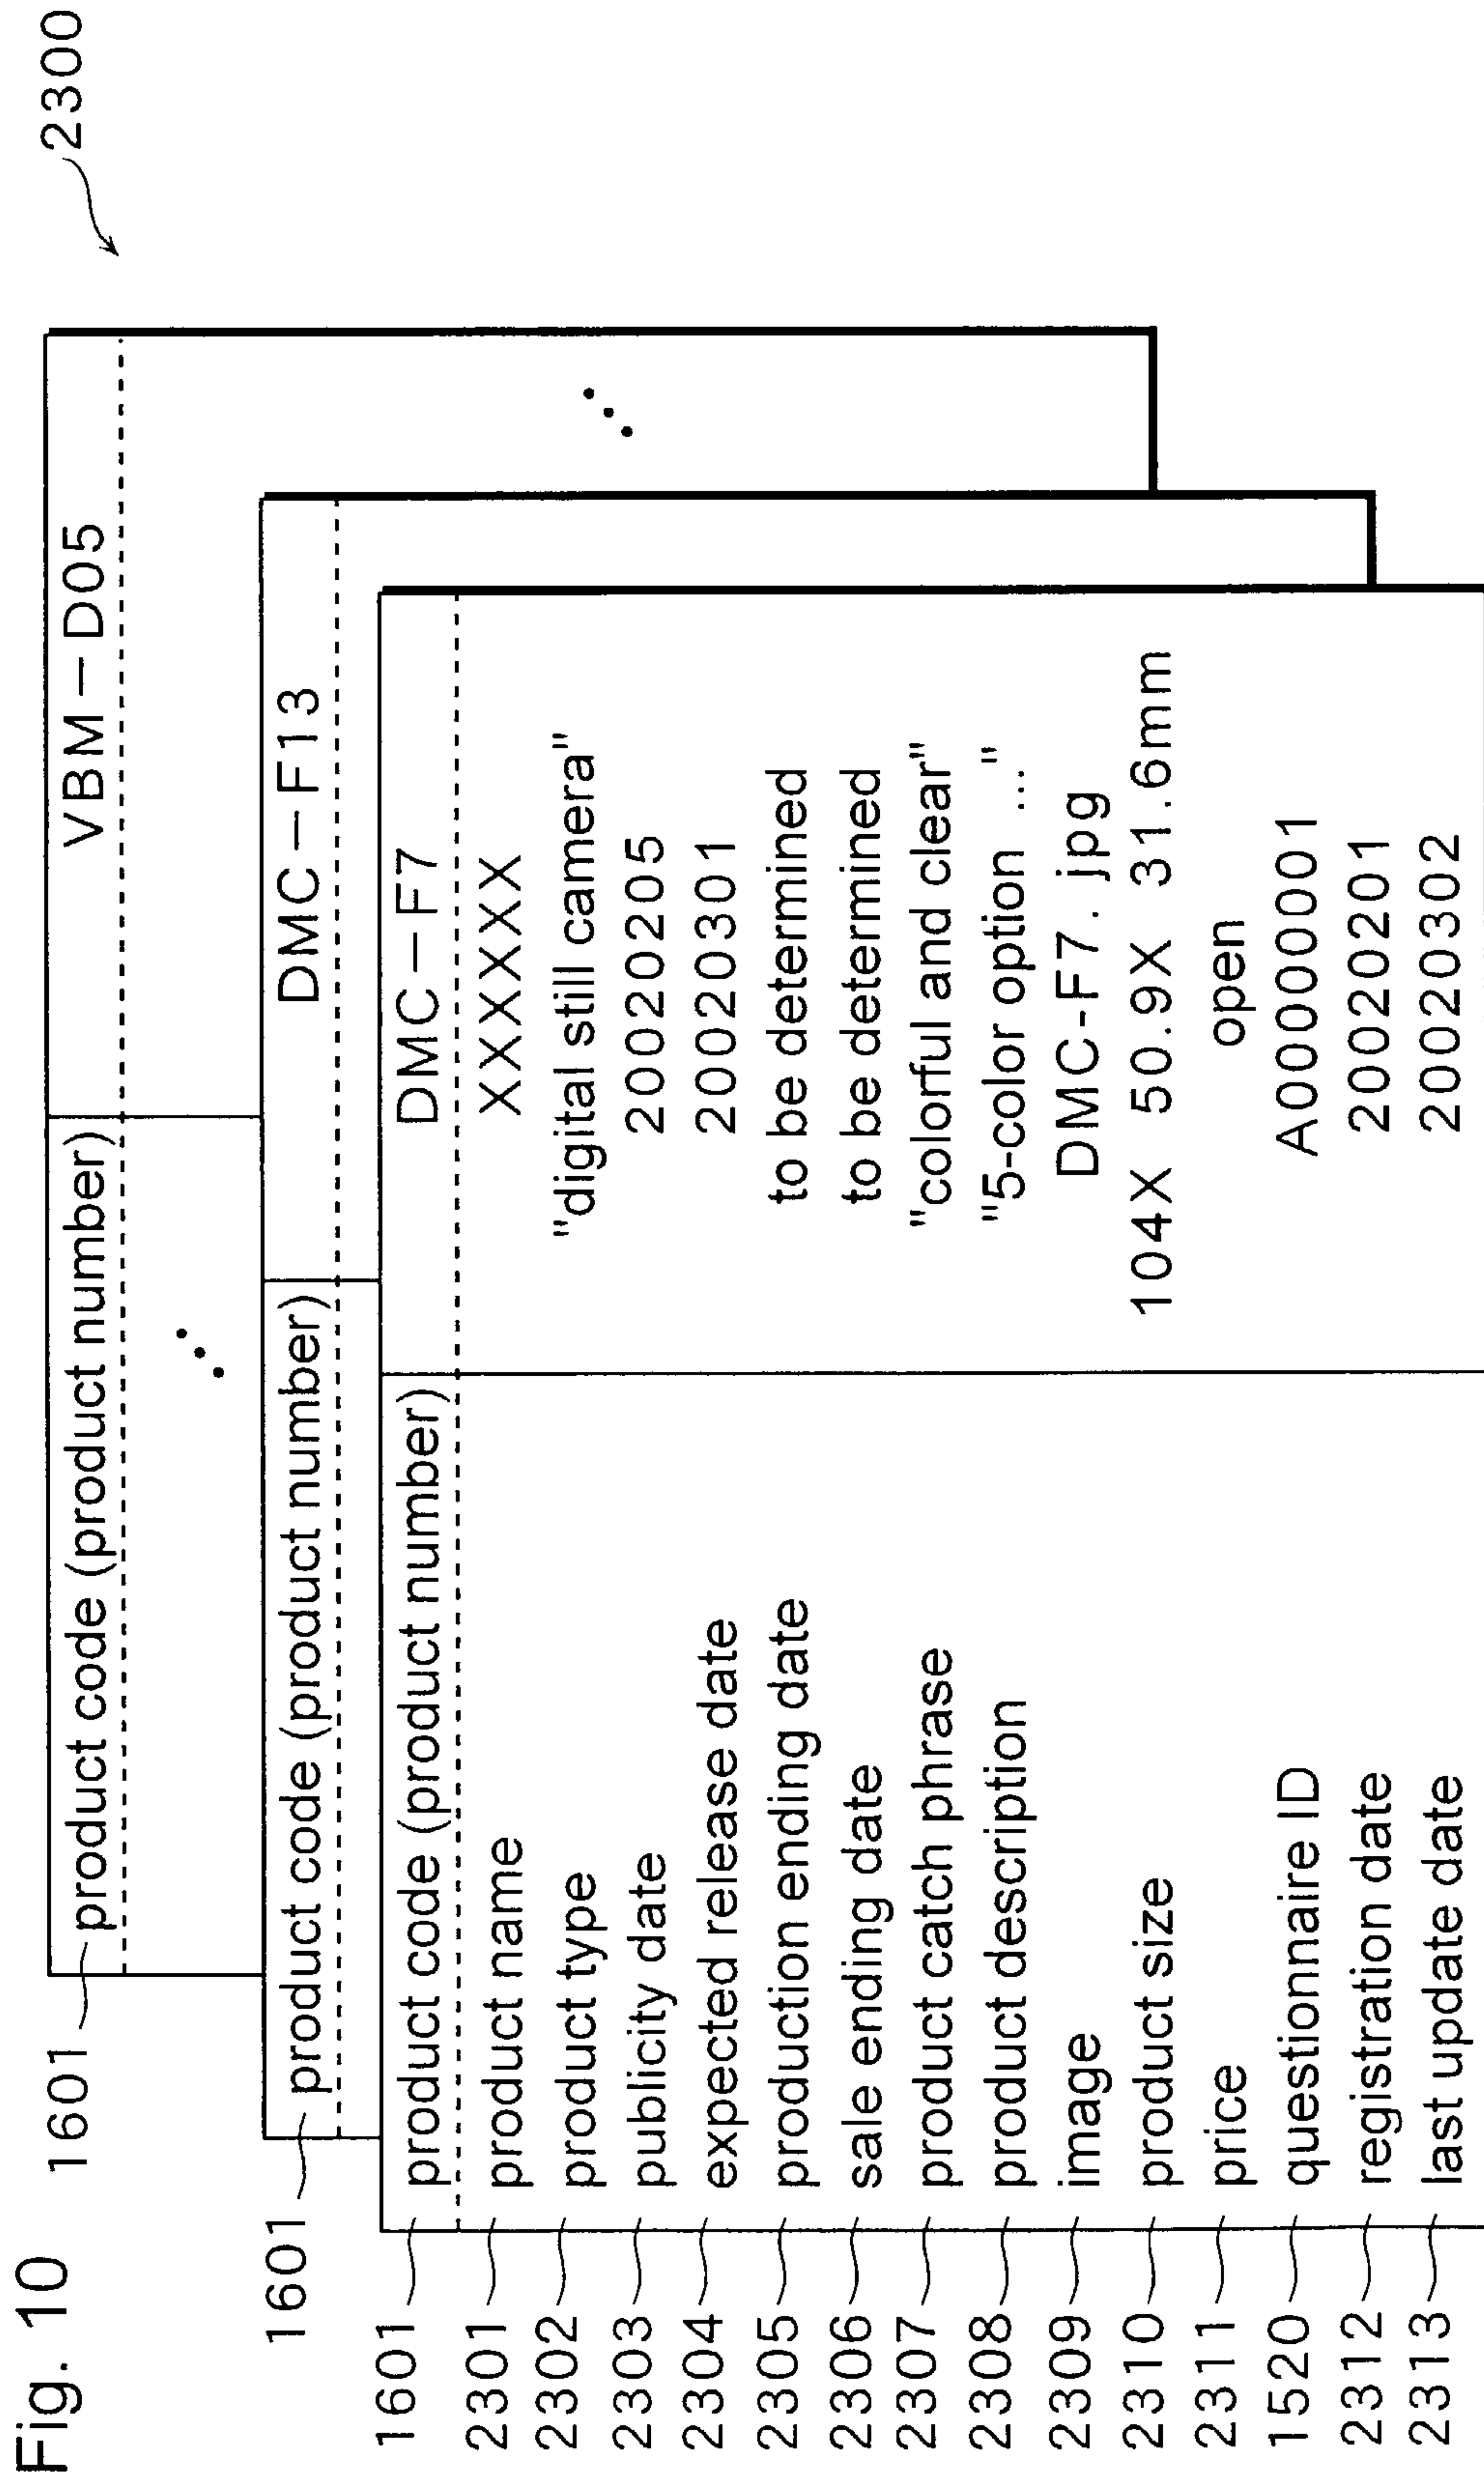 Fig. 10
2300
1601 product code (product number) VBM-D05
1601 product code (product number) DMC-F13
1601 product code (product number) DMC-F7
2301 product name XXXXXX
2302 product type "digital still camera"
2303 publicity date 20020205
2304 expected release date 20020301
2305 production ending date to be determined
2306 sale ending date to be determined
2307 product catch phrase "colorful and clear"
2308 product description "5-color option ... "
2309 image DMC-F7. jpg
2310 product size 104X 50.9X 31.6mm
2311 price open
1520 questionnaire ID A00000001
2312 registration date 20020201
2313 last update date 20020302